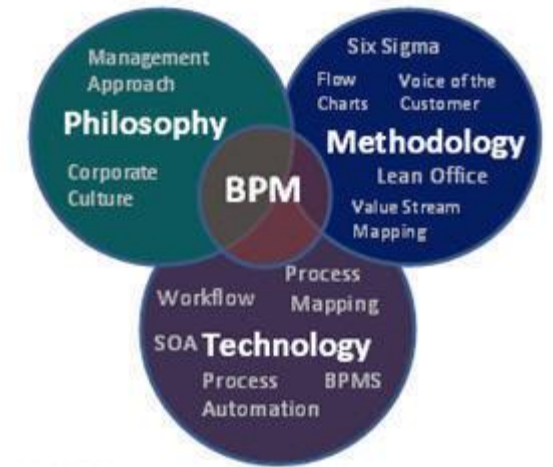 Management
Approach
Philosophy
Corporate
Culture
Six Sigma
Flow
Charts
Voice of the
Customer
Methodology
Lean Office
Value Stream
Mapping
BPM
Process
Mapping
Workflow
SOA
Technology
Process
Automation
BPMS